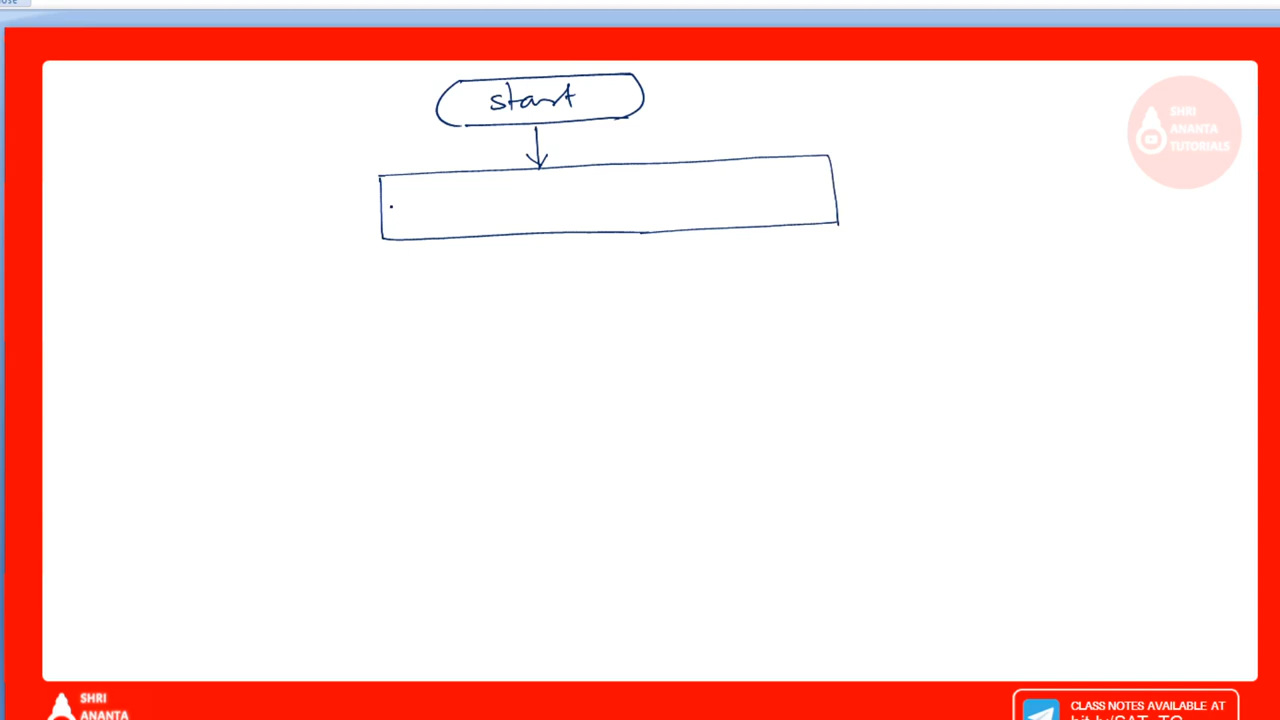 start
SHRI
ANANTA
TUTORIALS
SHRI
ANANTA
CLASS NOTES AVAILABLE AT